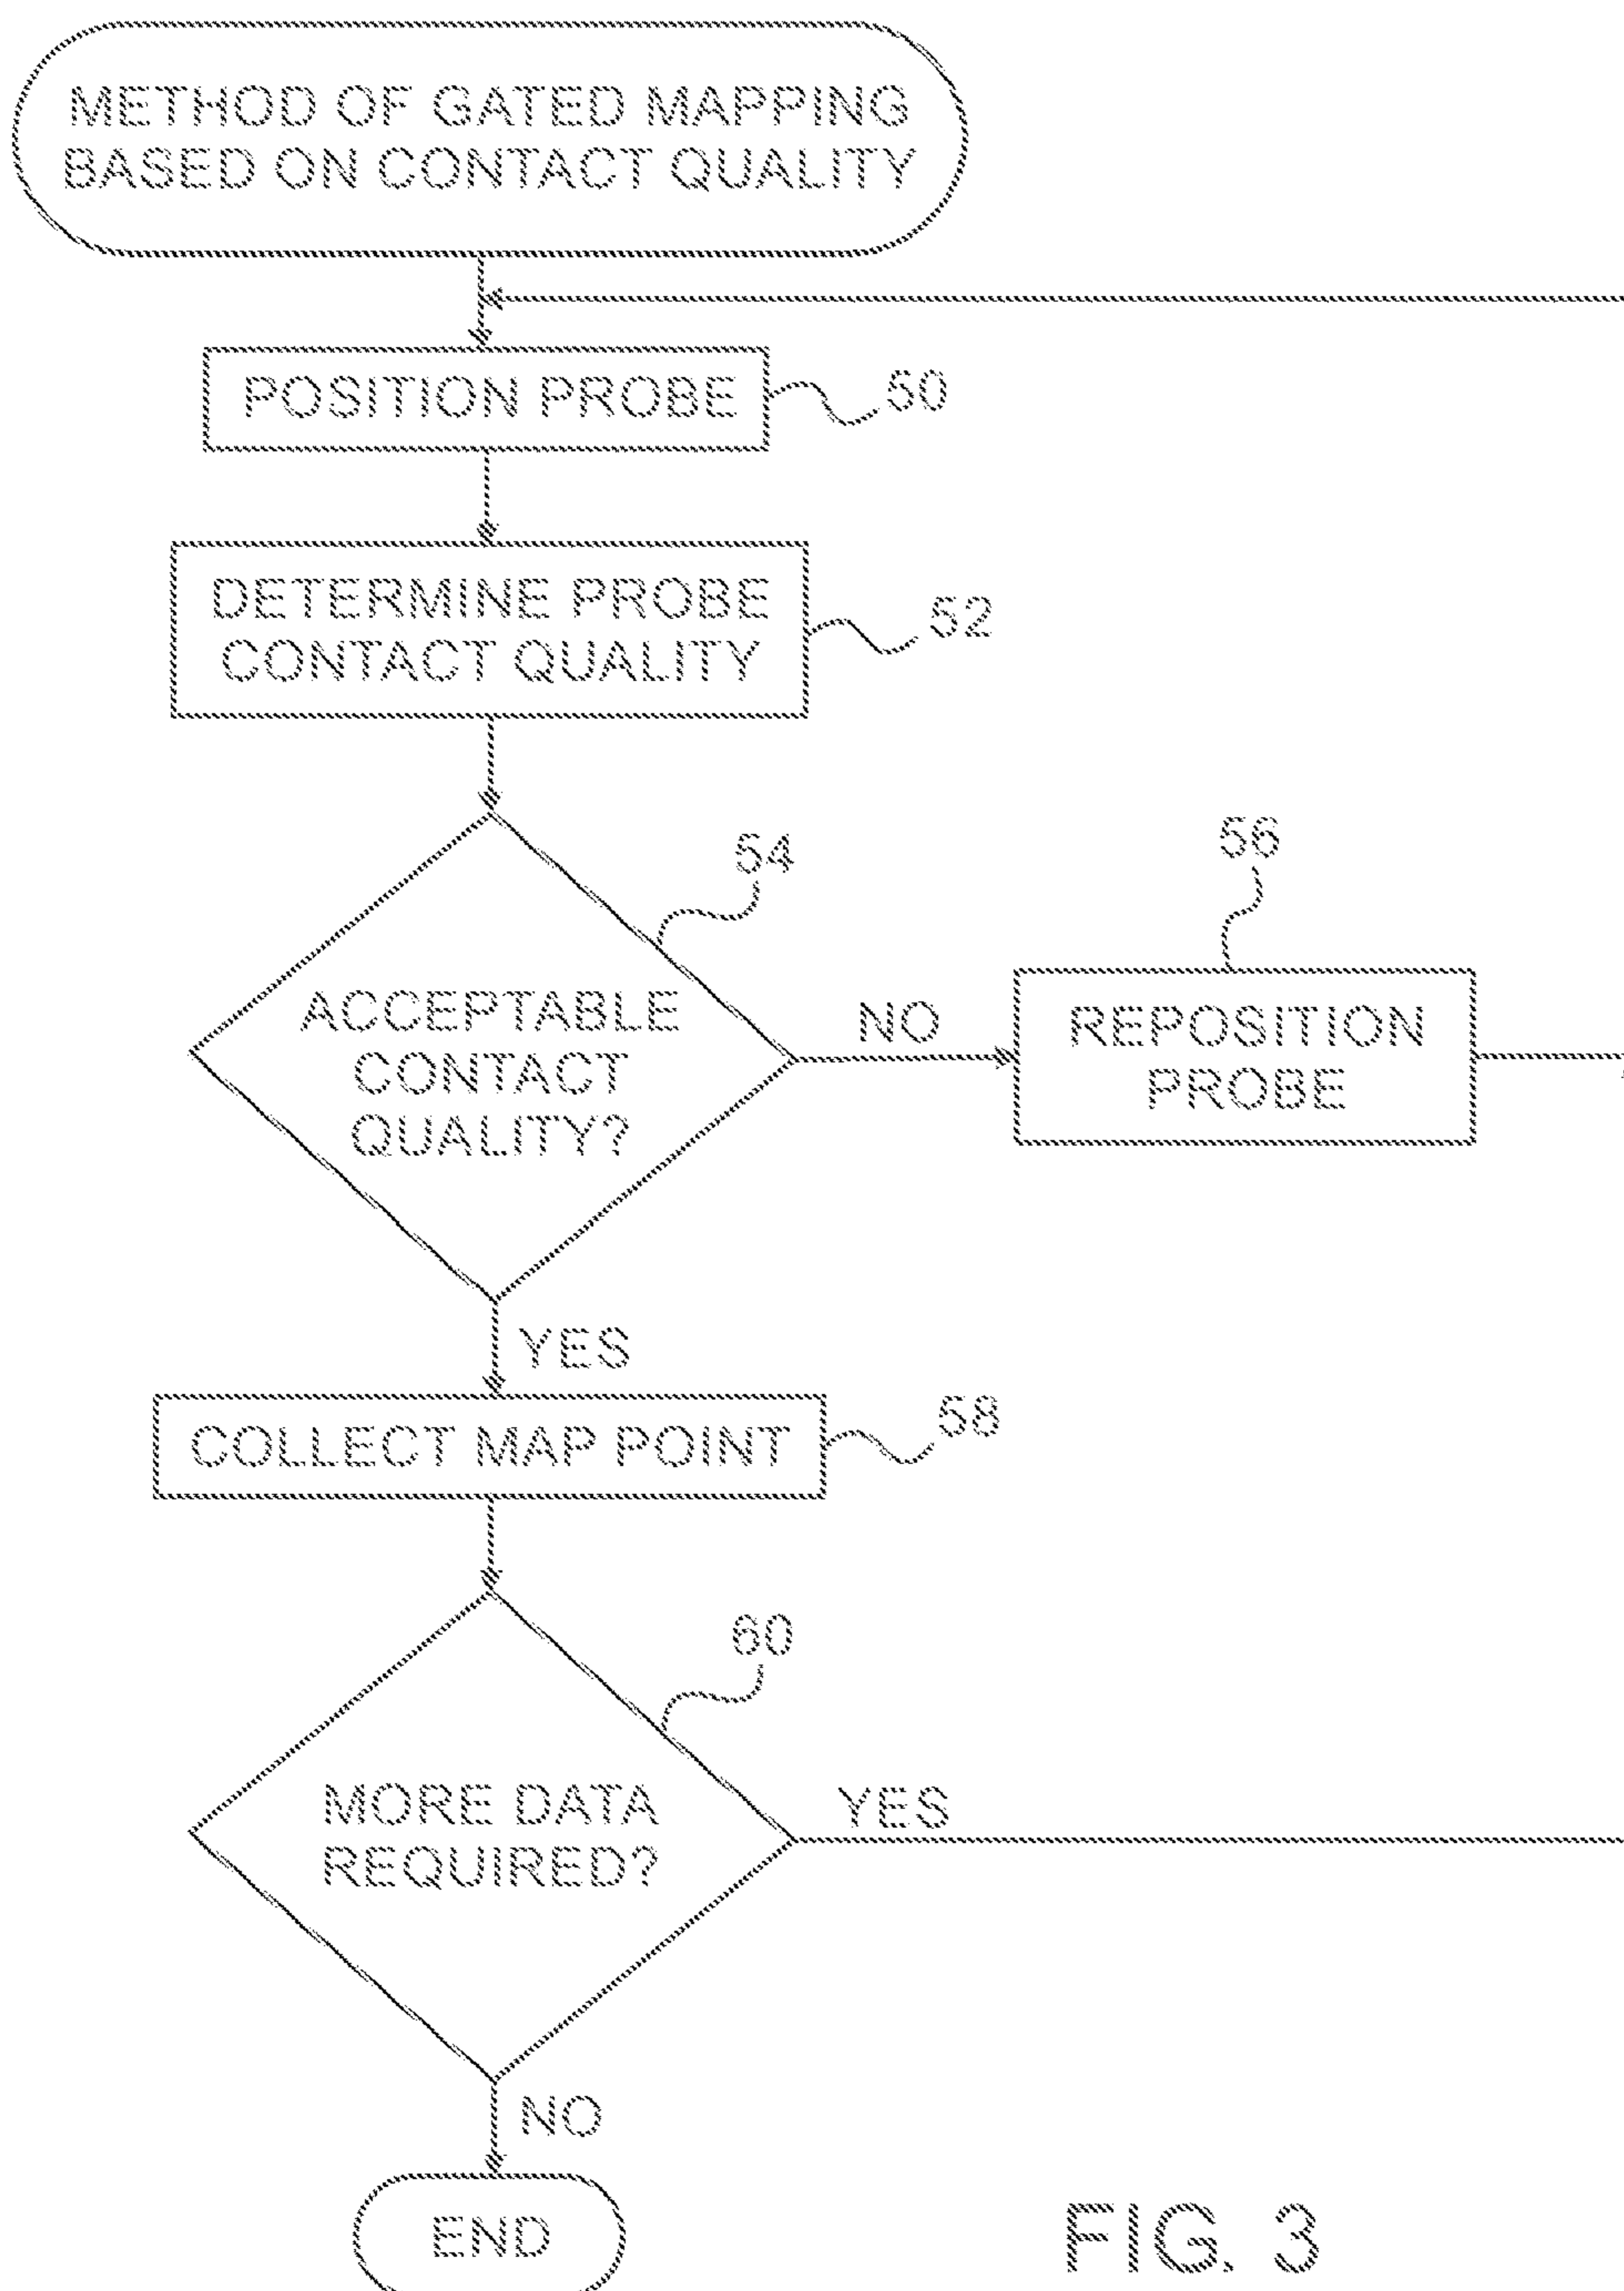 METHOD OF GATED MAPPING
BASED ON CONTACT QUALITY
POSITION PROBE
50
DETERMINE PROBE
CONTACT QUALITY
52
54
56
ACCEPTABLE
CONTACT
QUALITY?
NO
REPOSITION
PROBE
YES
COLLECT MAP POINT
58
60
MORE DATA
REQUIRED?
YES
NO
END
FIG. 3